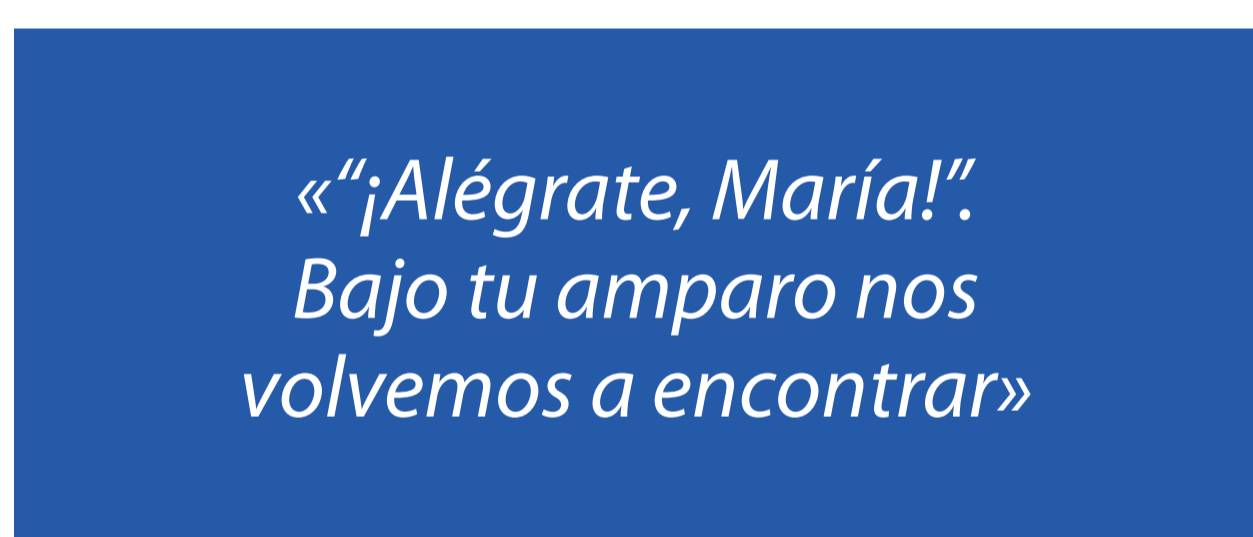 «“¡Alégrate, María!”.
Bajo tu amparo nos
volvemos a encontrar»